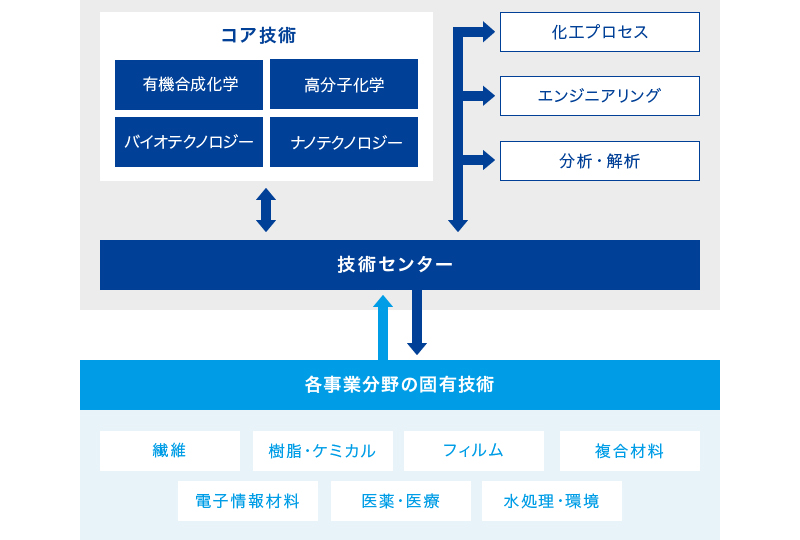 コア技術
有機合成化学
高分子化学
バイオテクノロジー
ナノテクノロジー
化工プロセス
エンジニアリング
分析・解析
技術センター
各事業分野の固有技術
繊維
樹脂・ケミカル
フィルム
複合材料
電子情報材料
医薬・医療
水処理・環境